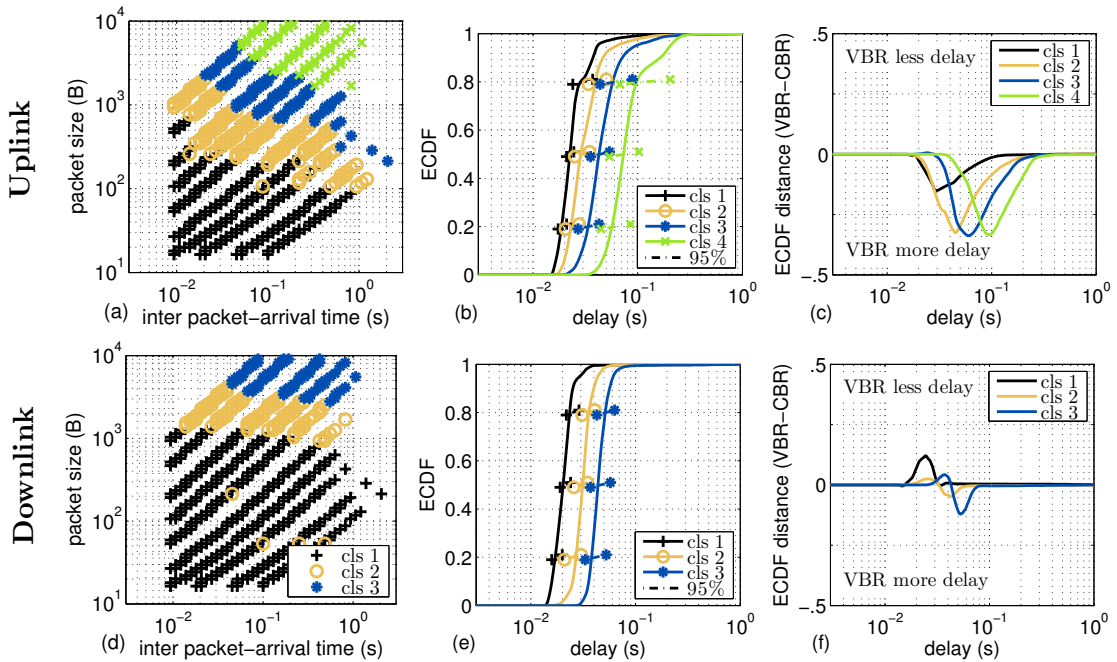 Uplink
packet size (B)
10^4
10^3
10^2
10^1
10^-2 10^-1 10^0
(a) inter packet-arrival time (s)
ECDF
1
0.8
0.6
0.4
0.2
0
cls 1
cls 2
cls 3
cls 4
95%
10^-2 10^-1 10^0
(b) delay (s)
ECDF distance (VBR-CBR)
.5
0
-.5
VBR less delay
VBR more delay
cls 1
cls 2
cls 3
cls 4
10^-2 10^-1 10^0
(c) delay (s)
Downlink
packet size (B)
10^4
10^3
10^2
10^1
cls 1
cls 2
cls 3
10^-2 10^-1 10^0
(d) inter packet-arrival time (s)
ECDF
1
0.8
0.6
0.4
0.2
0
cls 1
cls 2
cls 3
95%
10^-2 10^-1 10^0
(e) delay (s)
ECDF distance (VBR-CBR)
.5
0
-.5
VBR less delay
VBR more delay
cls 1
cls 2
cls 3
10^-2 10^-1 10^0
(f) delay (s)